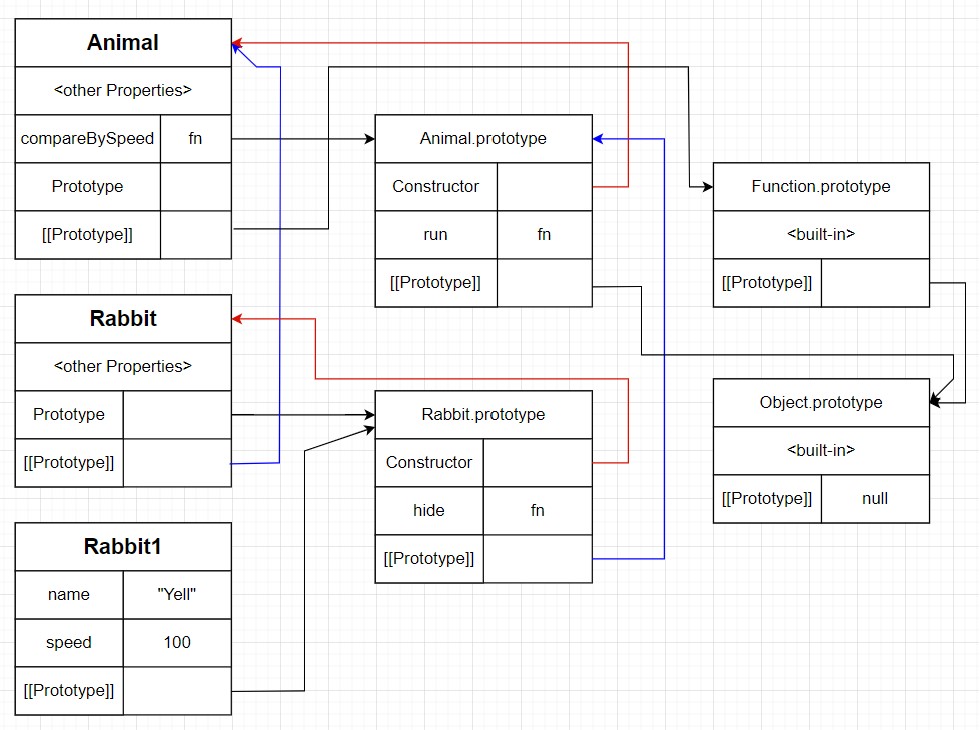 Animal
<other Properties>
compareBySpeed fn
Prototype
[[Prototype]]
Animal.prototype
Constructor
run fn
[[Prototype]]
Function.prototype
<built-in>
[[Prototype]]
Rabbit
<other Properties>
Prototype
[[Prototype]]
Rabbit.prototype
Constructor
hide fn
[[Prototype]]
Object.prototype
<built-in>
[[Prototype]] null
Rabbit1
name "Yell"
speed 100
[[Prototype]]